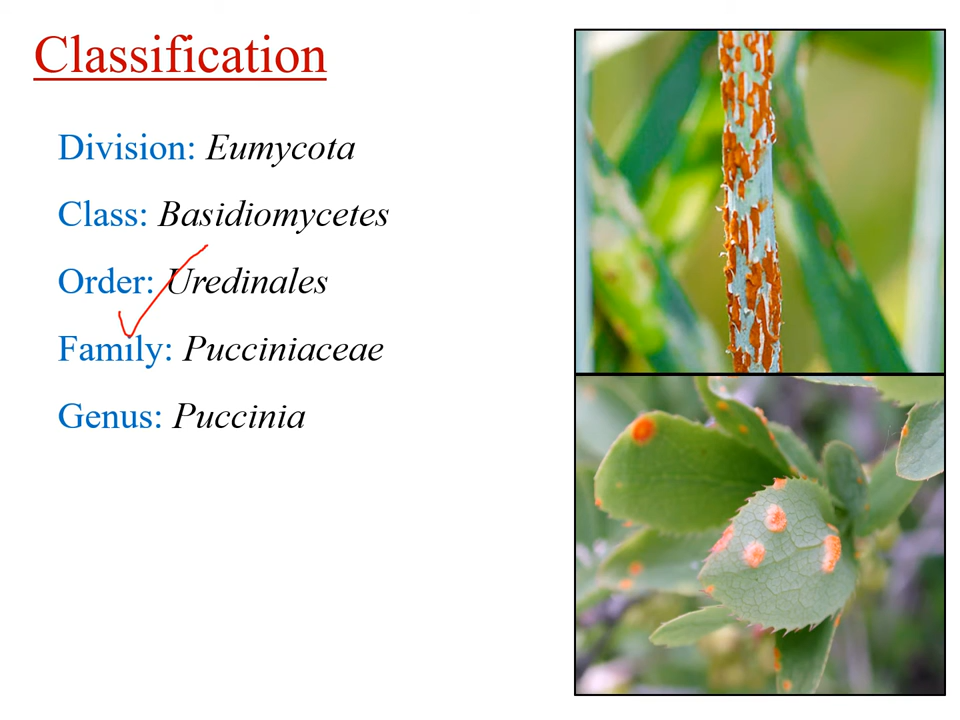 Classification
Division: Eumycota
Class: Basidiomycetes
Order: Uredinales
Family: Pucciniaceae
Genus: Puccinia